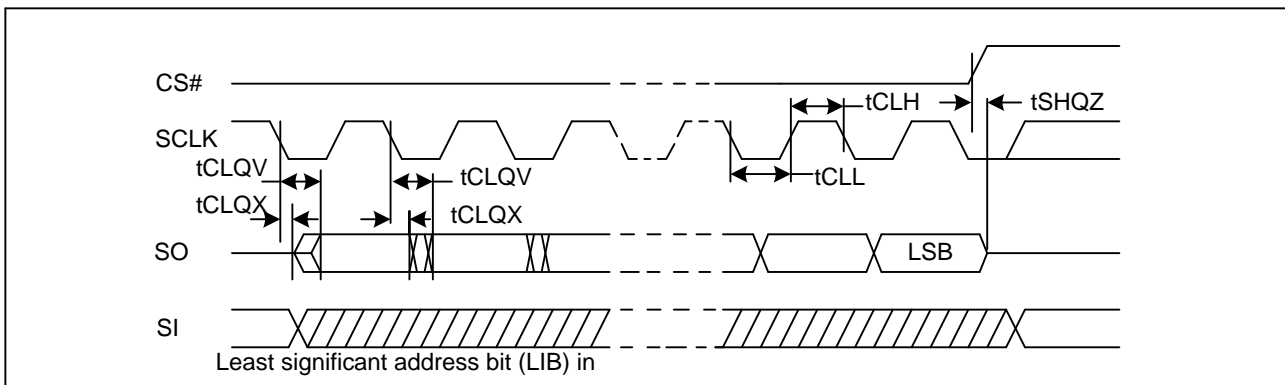 CS#
tCLH
tSHQZ
SCLK
tCLQV
tCLQV
tCLL
tCLQX
tCLQX
SO
LSB
SI
Least significant address bit (LIB) in